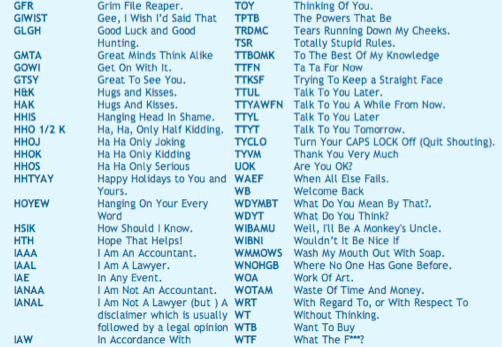 GFR Grim File Reaper.
GIWIST Gee, I Wish I'd Said That
GLGH Good Luck and Good
Hunting.
GMTA Great Minds Think Alike
GOWI Get On With It.
GTSY Great To See You.
H&K Hugs and Kisses.
HAK Hugs And Kisses.
HHIS Hanging Head In Shame.
HHO 1/2 K Ha, Ha, Only Half Kidding.
HHOJ Ha Ha Only Joking
HHOK Ha Ha Only Kidding
HHOS Ha Ha Only Serious
HHTYAY Happy Holidays to You and
Yours.
HOYEW Hanging On Your Every
Word
HSIK How Should I Know.
HTH Hope That Helps!
IAAA I Am An Accountant.
IAAL I Am A Lawyer.
IAE In Any Event.
IANAA I Am Not An Accountant.
IANAL I Am Not A Lawyer (but ) A
disclaimer which is usually
followed by a legal opinion
IAW In Accordance With
TOY Thinking Of You.
TPTB The Powers That Be
TRDMC Tears Running Down My Cheeks.
TSR Totally Stupid Rules.
TTBOMK To The Best Of My Knowledge
TTFN Ta Ta For Now
TTKSF Trying To Keep a Straight Face
TTUL Talk To You Later.
TTYAWFN Talk To You A While From Now.
TTYL Talk To You Later
TTYT Talk To You Tomorrow.
TYCLO Turn Your CAPS LOCK Off (Quit Shouting).
TYVM Thank You Very Much
UOK Are You OK?
WAEF When All Else Fails.
WB Welcome Back
WDYMBT What Do You Mean By That?.
WDYT What Do You Think?
WIBAMU Well, I'll Be A Monkey's Uncle.
WIBNI Wouldn't It Be Nice If
WMMOWS Wash My Mouth Out With Soap.
WNOHGB Where No One Has Gone Before.
WOA Work Of Art.
WOTAM Waste Of Time And Money.
WRT With Regard To, or With Respect To
WT Without Thinking.
WTB Want To Buy
WTF What The F***?